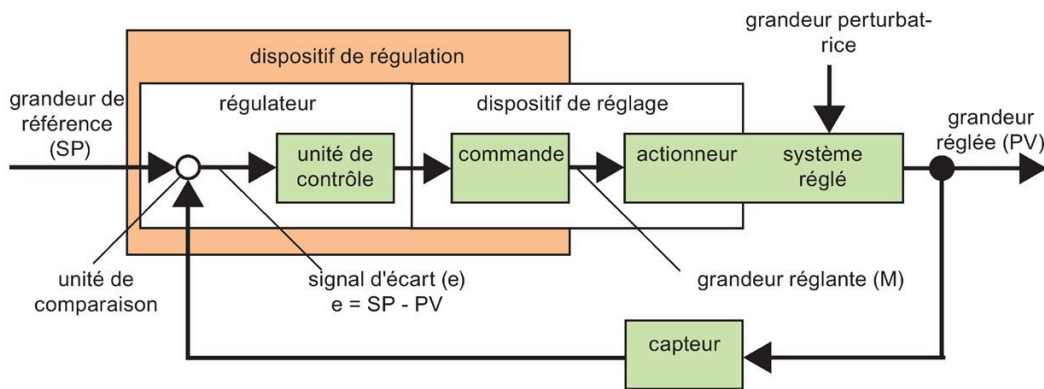 grandeur perturbat-
rice
dispositif de régulation
grandeur de
référence
(SP)
régulateur
dispositif de réglage
unité de
contrôle
commande
actionneur
système
réglé
grandeur
réglée (PV)
unité de
comparaison
signal d'écart (e)
e = SP - PV
grandeur réglante (M)
capteur